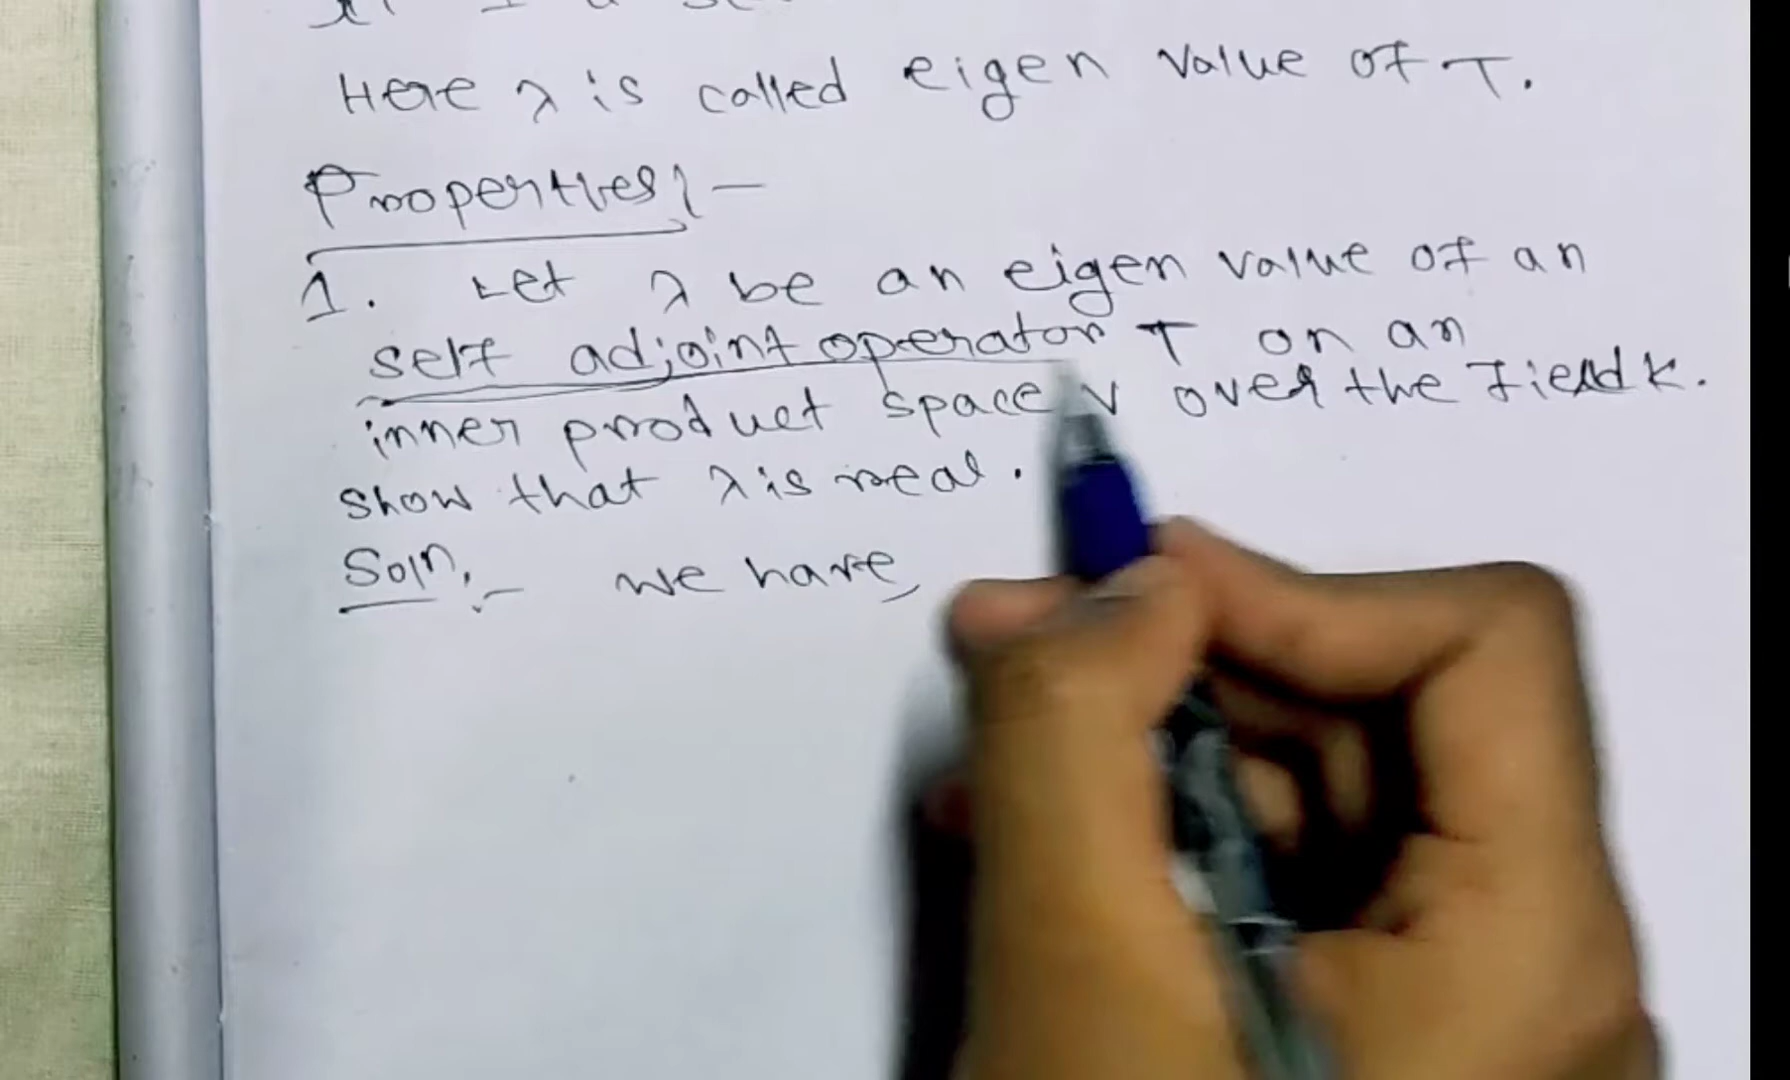 Here λ is called eigen value of T.
Properties:-
1. Let λ be an eigen value of an
self adjoint operator T on an
inner product space V over the field K.
show that λ is real.
Soln:- we have,